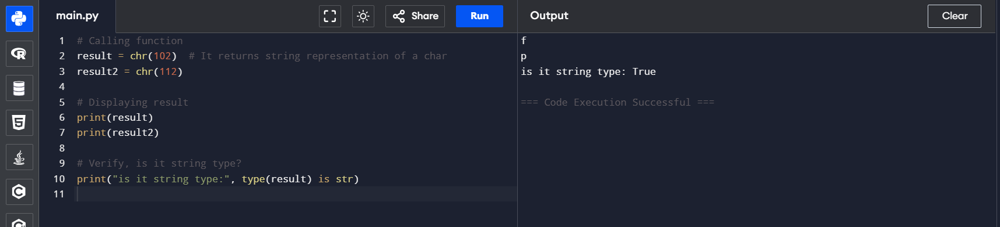 main.py
Share
Run
Output
Clear
1 # Calling function
2 result = chr(102)  # It returns string representation of a char
3 result2 = chr(112)
4
5 # Displaying result
6 print(result)
7 print(result2)
8
9 # Verify, is it string type?
10 print("is it string type:", type(result) is str)
11
f
p
is it string type: True
=== Code Execution Successful ===